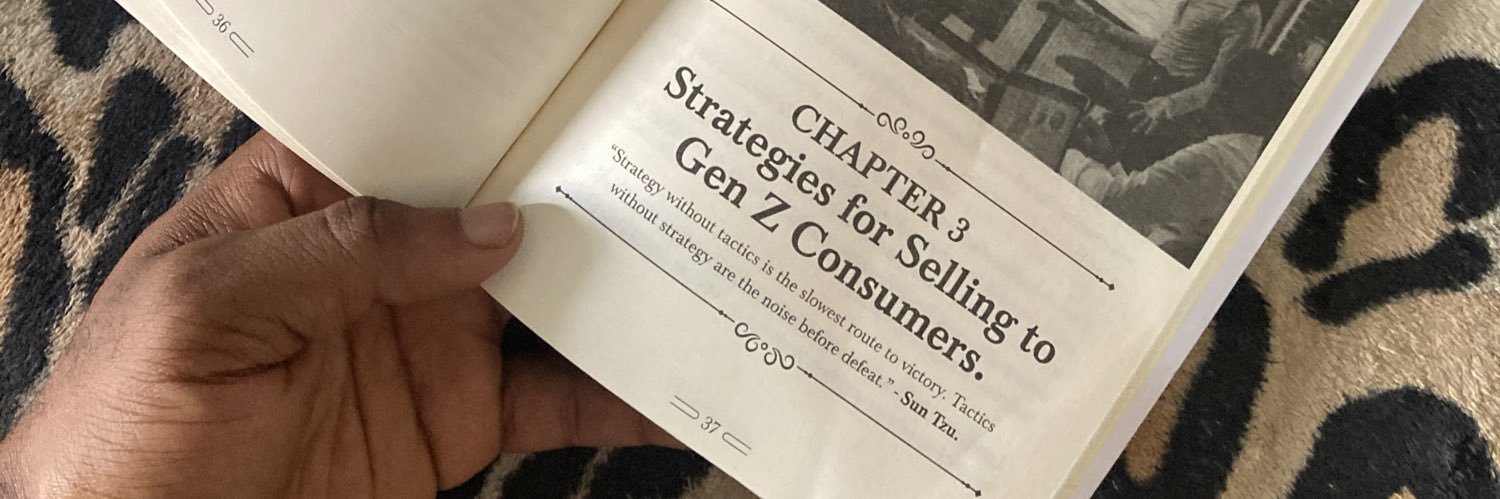 36
CHAPTER 3
Strategies for Selling to
Gen Z Consumers.
“Strategy without tactics is the slowest route to victory. Tactics
without strategy are the noise before defeat.” - Sun Tzu.
37